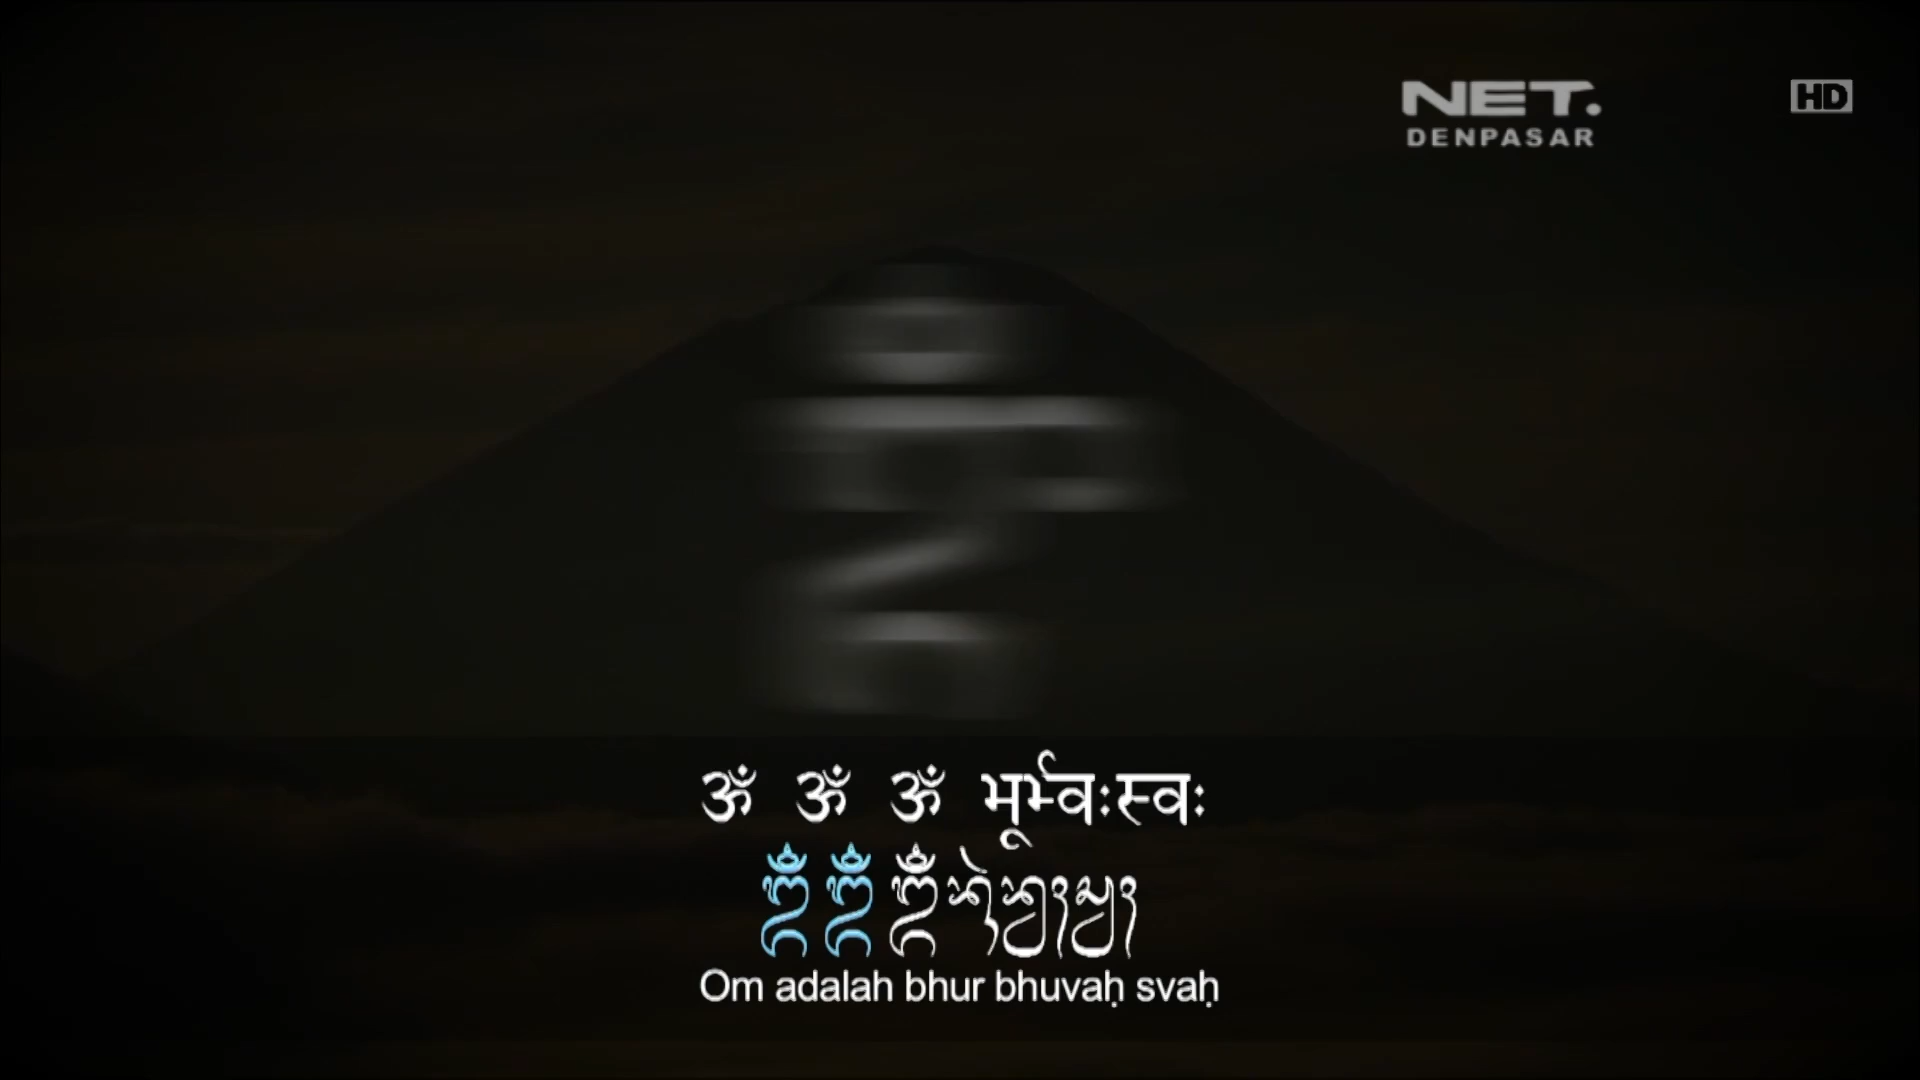 NET.
DENPASAR
HD
ॐ ॐ ॐ भूर्भ्वःस्वः
Om adalah bhur bhuvaḥ svaḥ